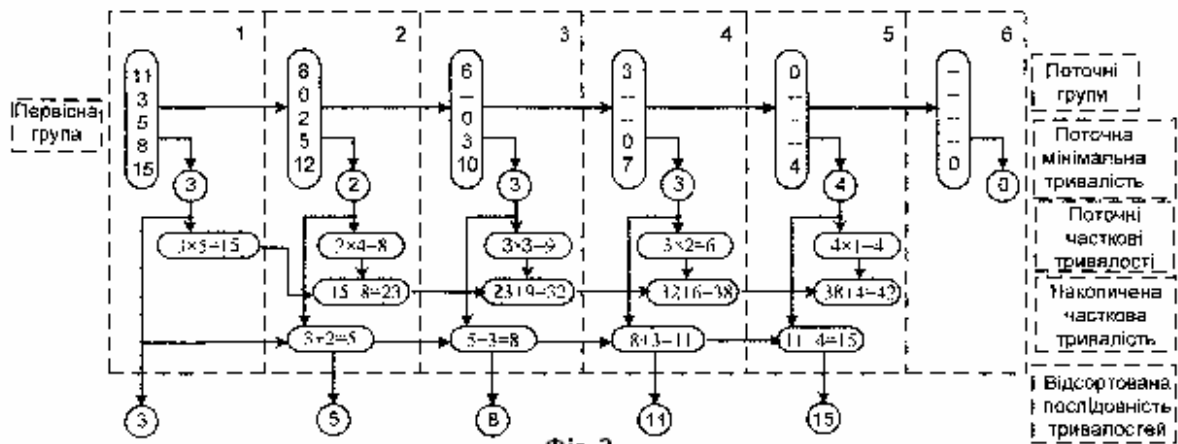 1 2 3 4 5 6
Первісна
група
11
3
5
8
15
8
0
2
5
12
6
–
0
3
10
3
--
--
0
7
0
--
--
--
4
–
–
--
--
0
Поточні
групи
3 2 3 3 4 0
Поточна
мінімальна
тривалість
3×5=15 2×4=8 3×3=9 3×2=6 4×1=4
Поточні
часткові
тривалості
15+8=23 23+9=32 32+6=38 38+4=42
Накопичена
часткова
тривалість
3+2=5 5+3=8 8+3=11 11+4=15
3 5 8 11 15
Відсортована
послідовність
тривалостей